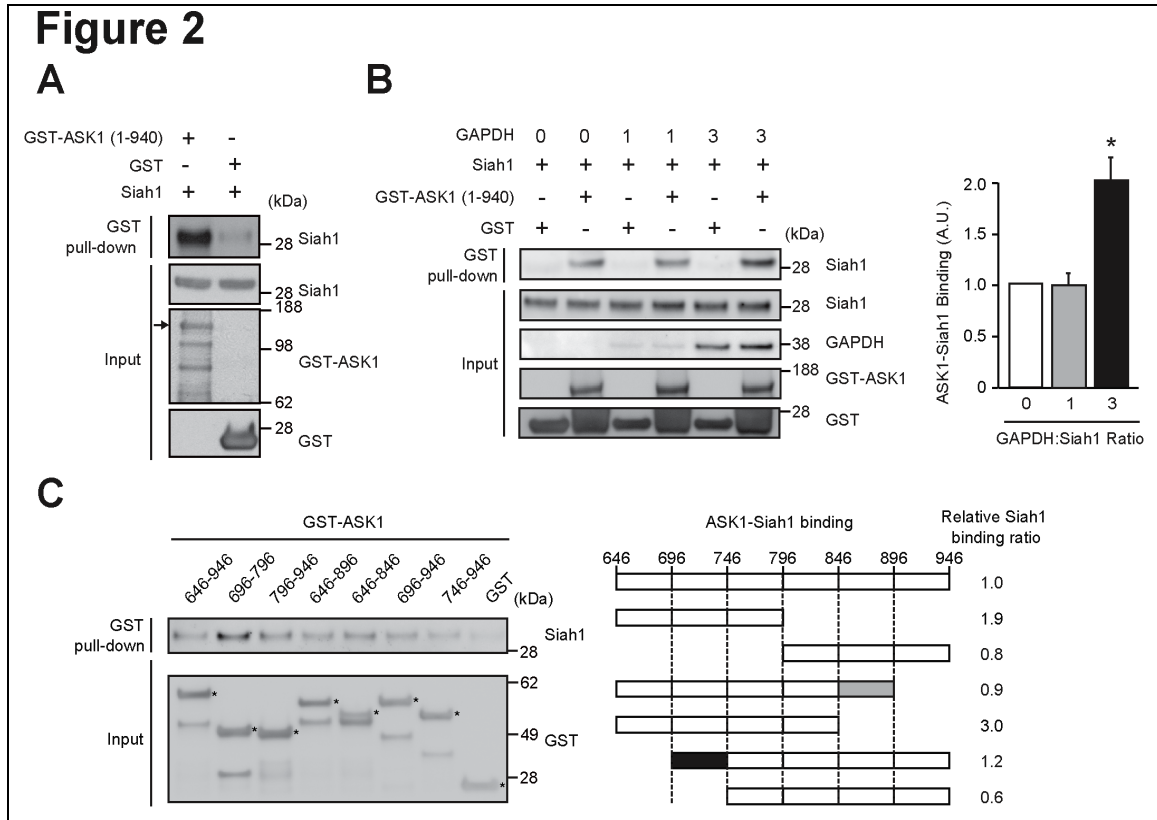 Figure 2
A
GST-ASK1 (1-940) + -
GST - +
Siah1 + +
(kDa)
GST pull-down
28
Siah1
Input
28
Siah1
188
98
62
GST-ASK1
28
GST
B
GAPDH 0 0 1 1 3 3
Siah1 + + + + + +
GST-ASK1 (1-940) - + - + - +
GST + - + - + -
(kDa)
GST pull-down
28
Siah1
Input
28
Siah1
38
GAPDH
188
GST-ASK1
28
GST
ASK1-Siah1 Binding (A.U.)
2.0
1.0
0.5
0
*
0 1 3
GAPDH:Siah1 Ratio
C
GST-ASK1
646-946
696-796
796-946
646-896
646-846
696-946
746-946
GST
(kDa)
GST pull-down
Siah1
28
Input
62
49
28
GST
* * * * * * * *
ASK1-Siah1 binding
Relative Siah1 binding ratio
646 696 746 796 846 896 946
1.0
1.9
0.8
0.9
3.0
1.2
0.6